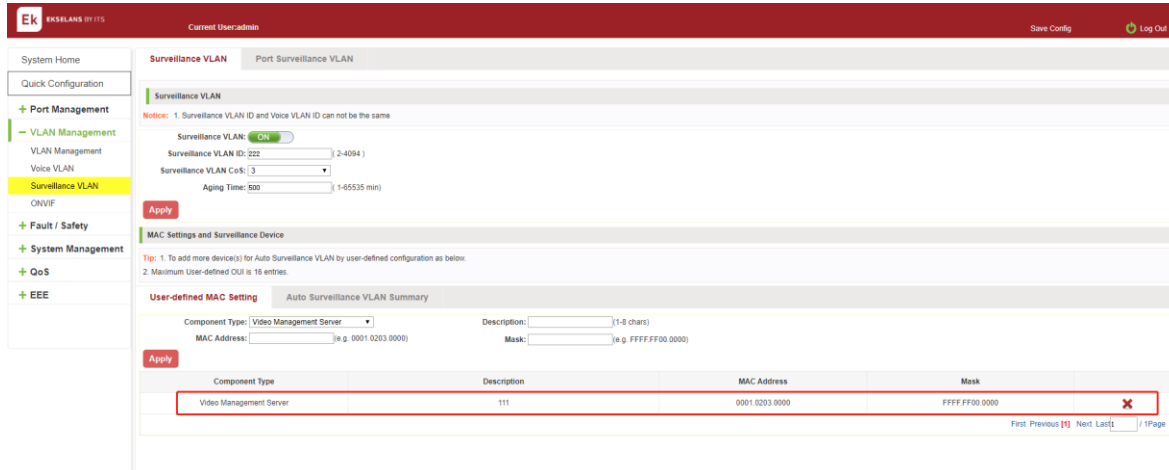 Ek EKSELANS BY ITS
Current User:admin
Save Config
Log Out
System Home
Quick Configuration
+ Port Management
− VLAN Management
VLAN Management
Voice VLAN
Surveillance VLAN
ONVIF
+ Fault / Safety
+ System Management
+ QoS
+ EEE
Surveillance VLAN Port Surveillance VLAN
Surveillance VLAN
Notice: 1. Surveillance VLAN ID and Voice VLAN ID can not be the same
Surveillance VLAN: ON
Surveillance VLAN ID: 222 ( 2-4094 )
Surveillance VLAN CoS: 3
Aging Time: 500 ( 1-65535 min)
Apply
MAC Settings and Surveillance Device
Tip: 1. To add more device(s) for Auto Surveillance VLAN by user-defined configuration as below.
2. Maximum User-defined OUI is 16 entries.
User-defined MAC Setting Auto Surveillance VLAN Summary
Component Type: Video Management Server Description: (1-8 chars)
MAC Address: (e.g. 0001.0203.0000) Mask: (e.g. FFFF.FF00.0000)
Apply
Component Type Description MAC Address Mask
Video Management Server 111 0001.0203.0000 FFFF.FF00.0000
First Previous [1] Next Last 1 / 1Page